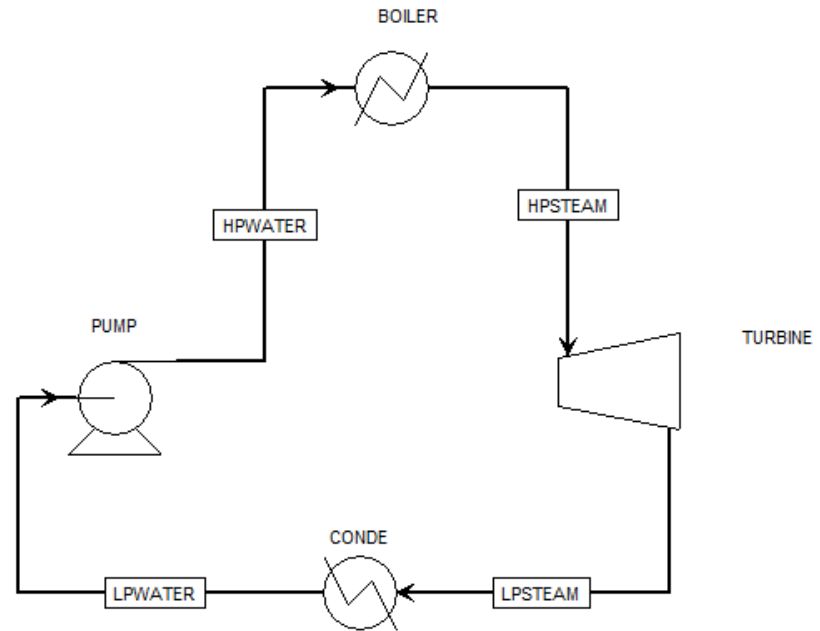 BOILER
HPWATER
HPSTEAM
PUMP
TURBINE
CONDE
LPWATER
LPSTEAM